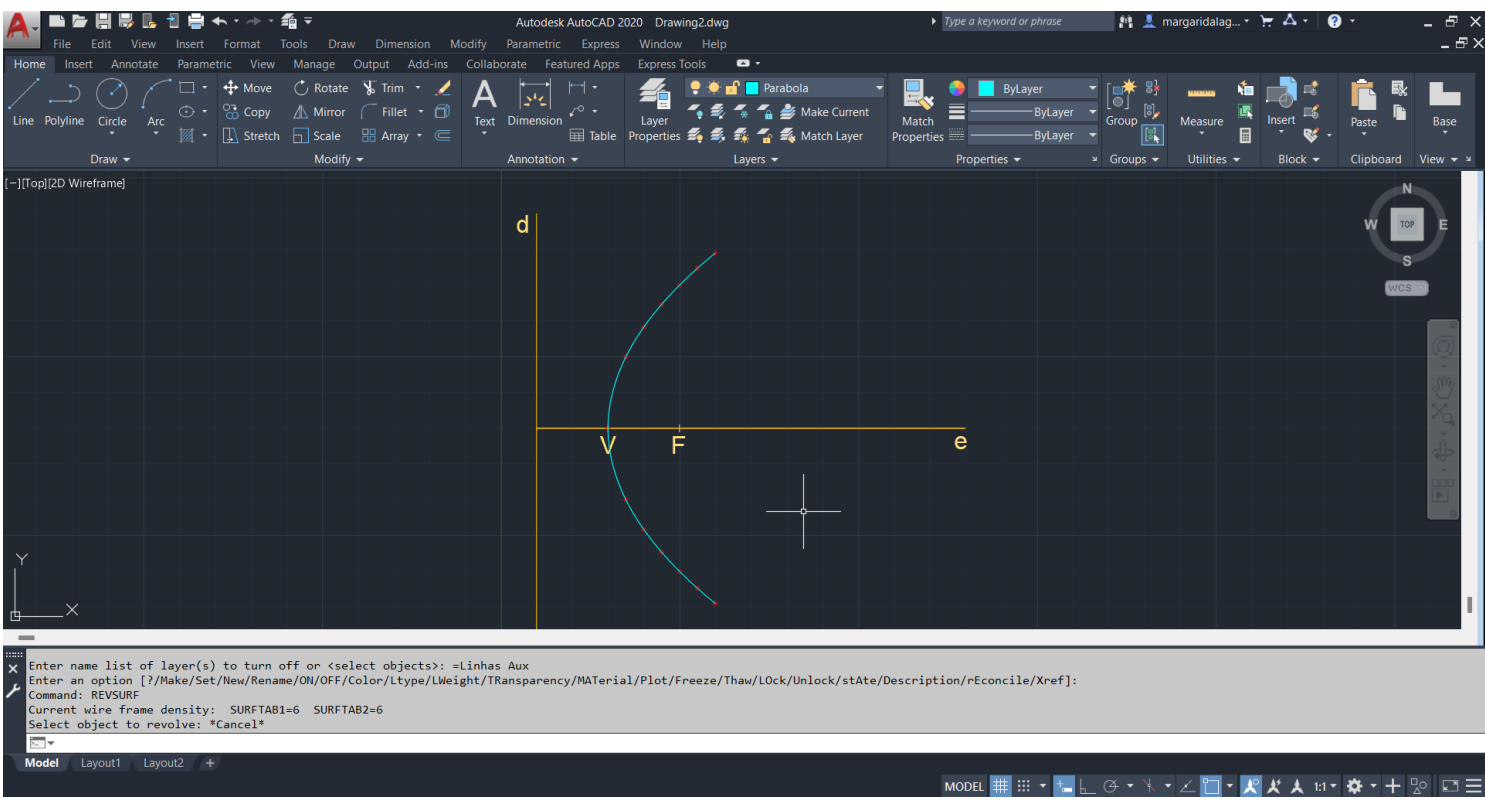 A Autodesk AutoCAD 2020 Drawing2.dwg Type a keyword or phrase margaridalag... ?
File Edit View Insert Format Tools Draw Dimension Modify Parametric Express Window Help
Home Insert Annotate Parametric View Manage Output Add-ins Collaborate Featured Apps Express Tools
Line Polyline Circle Arc
Draw
Move Rotate Trim
Copy Mirror Fillet
Stretch Scale Array
Modify
A Text Dimension Table
Annotation
Layer Properties Parabola
Make Current
Match Layer
Layers
Match Properties ByLayer
ByLayer
ByLayer
Properties
Group
Groups
Measure
Utilities
Insert
Block
Paste
Clipboard
Base
View
[−][Top][2D Wireframe]
N
W TOP E
S
WCS
d
V F e
Y
X
Enter name list of layer(s) to turn off or <select objects>: =Linhas Aux
Enter an option [?/Make/Set/New/Rename/ON/OFF/Color/Ltype/LWeight/TRansparency/MATerial/Plot/Freeze/Thaw/LOck/Unlock/stAte/Description/rEconcile/Xref]:
Command: REVSURF
Current wire frame density: SURFTAB1=6 SURFTAB2=6
Select object to revolve: *Cancel*
Model Layout1 Layout2 +
MODEL 1:1